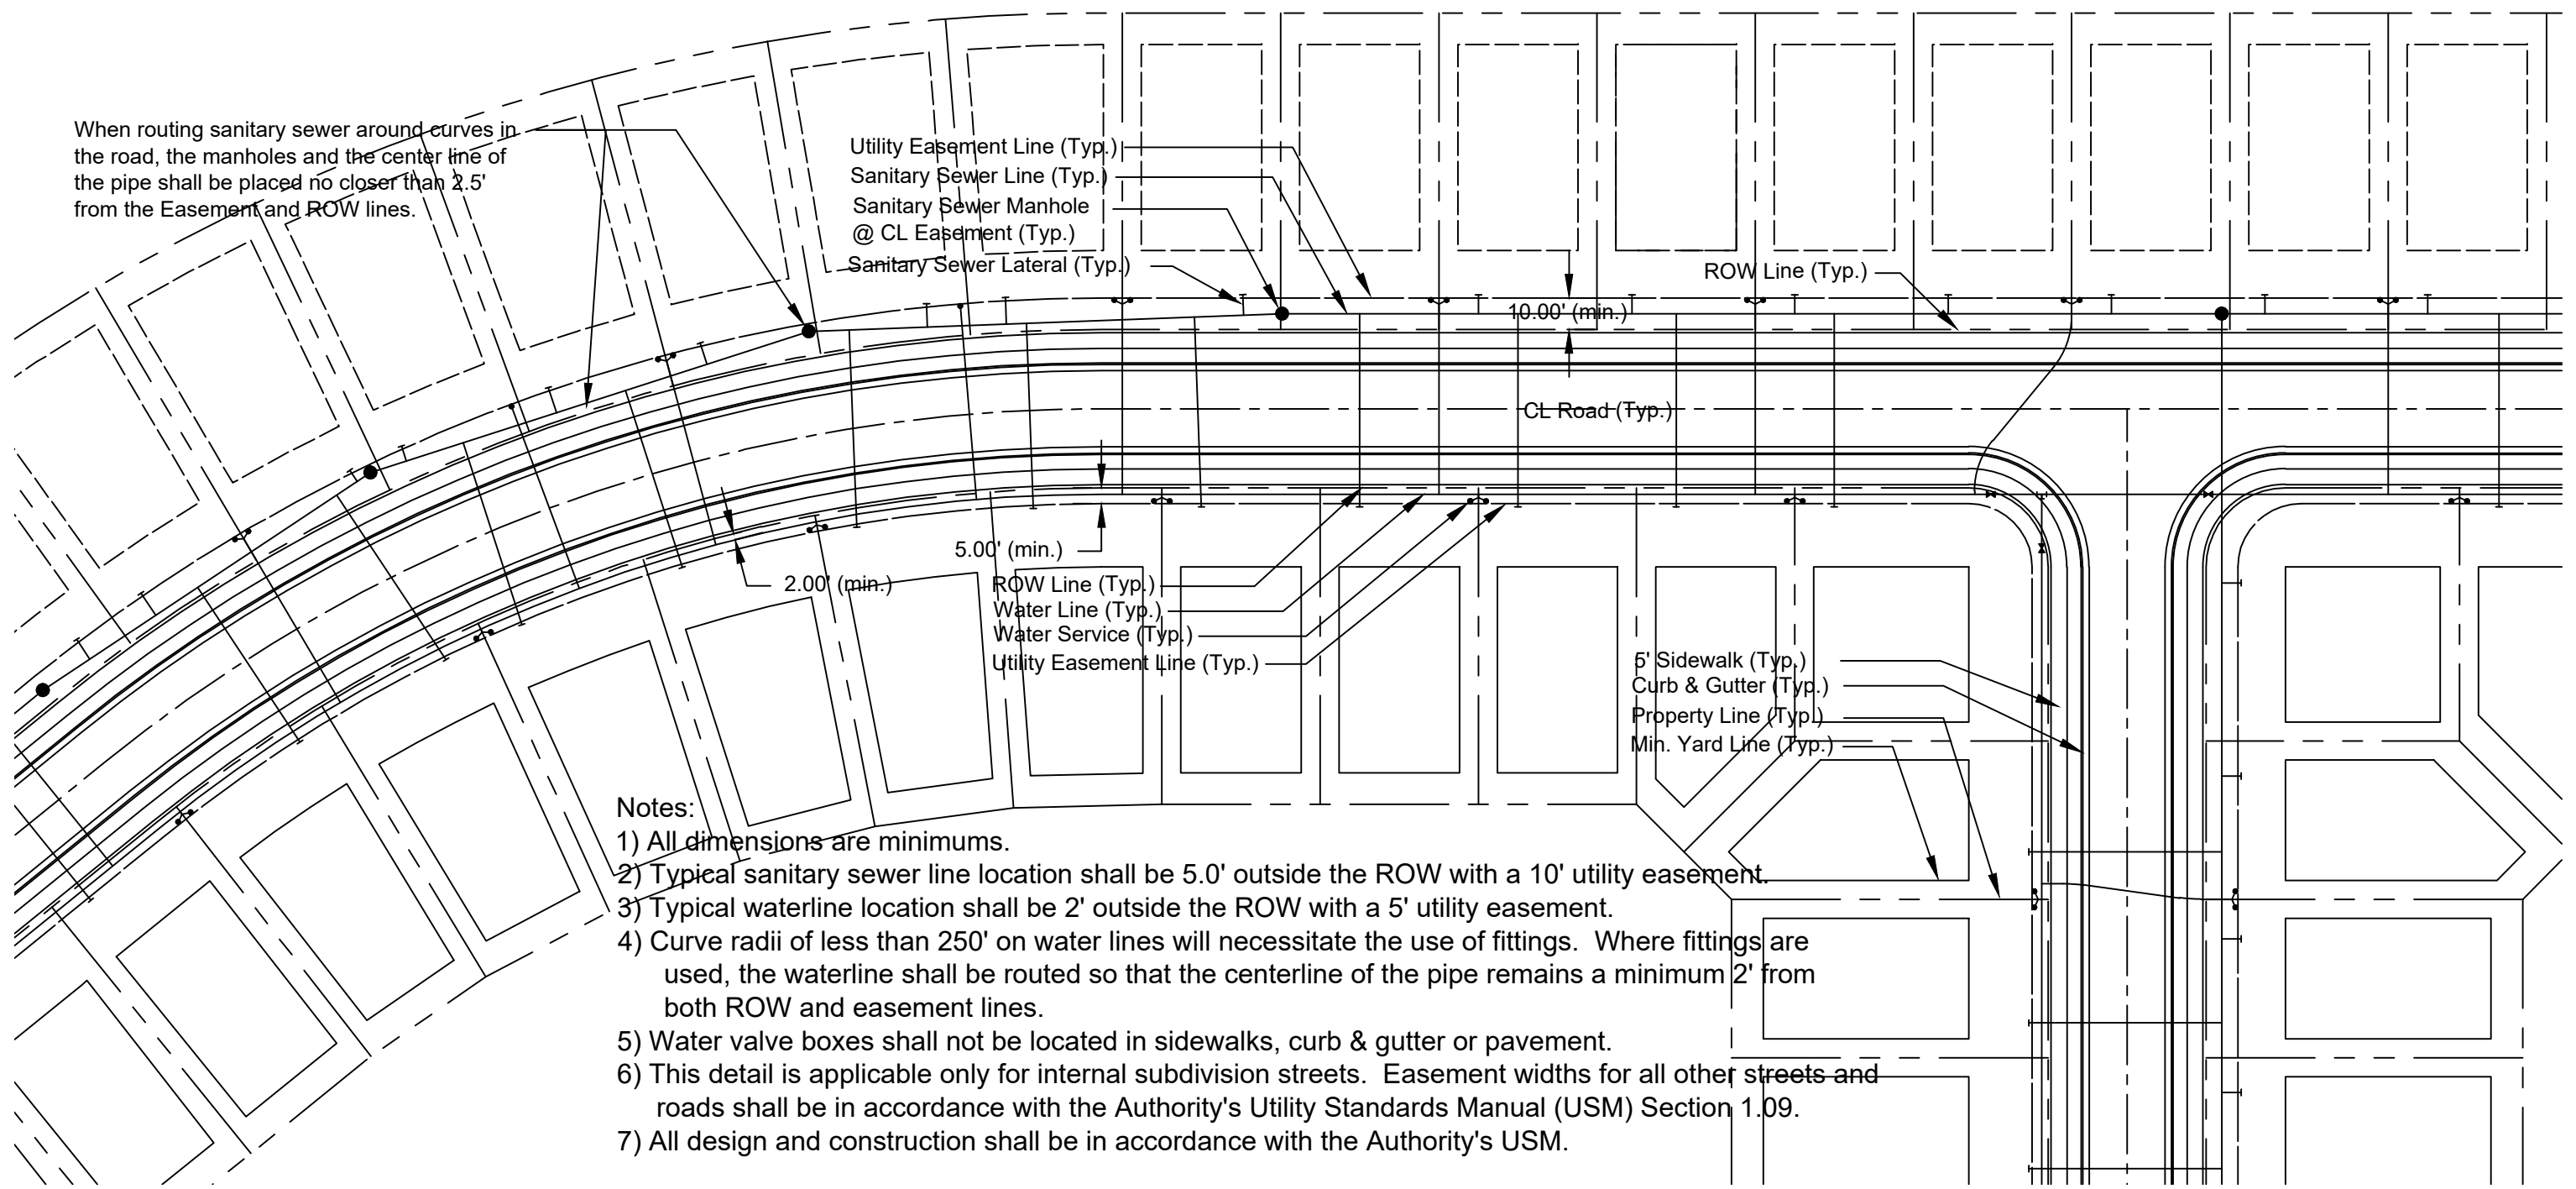 When routing sanitary sewer around curves in
the road, the manholes and the center line of
the pipe shall be placed no closer than 2.5'
from the Easement and ROW lines.
Utility Easement Line (Typ.)
Sanitary Sewer Line (Typ.)
Sanitary Sewer Manhole
@ CL Easement (Typ.)
Sanitary Sewer Lateral (Typ.)
ROW Line (Typ.)
10.00' (min.)
CL Road (Typ.)
5.00' (min.)
2.00' (min.)
ROW Line (Typ.)
Water Line (Typ.)
Water Service (Typ.)
Utility Easement Line (Typ.)
5' Sidewalk (Typ.)
Curb & Gutter (Typ.)
Property Line (Typ.)
Min. Yard Line (Typ.)
Notes:
1) All dimensions are minimums.
2) Typical sanitary sewer line location shall be 5.0' outside the ROW with a 10' utility easement.
3) Typical waterline location shall be 2' outside the ROW with a 5' utility easement.
4) Curve radii of less than 250' on water lines will necessitate the use of fittings.  Where fittings are
used, the waterline shall be routed so that the centerline of the pipe remains a minimum 2' from
both ROW and easement lines.
5) Water valve boxes shall not be located in sidewalks, curb & gutter or pavement.
6) This detail is applicable only for internal subdivision streets.  Easement widths for all other streets and
roads shall be in accordance with the Authority's Utility Standards Manual (USM) Section 1.09.
7) All design and construction shall be in accordance with the Authority's USM.